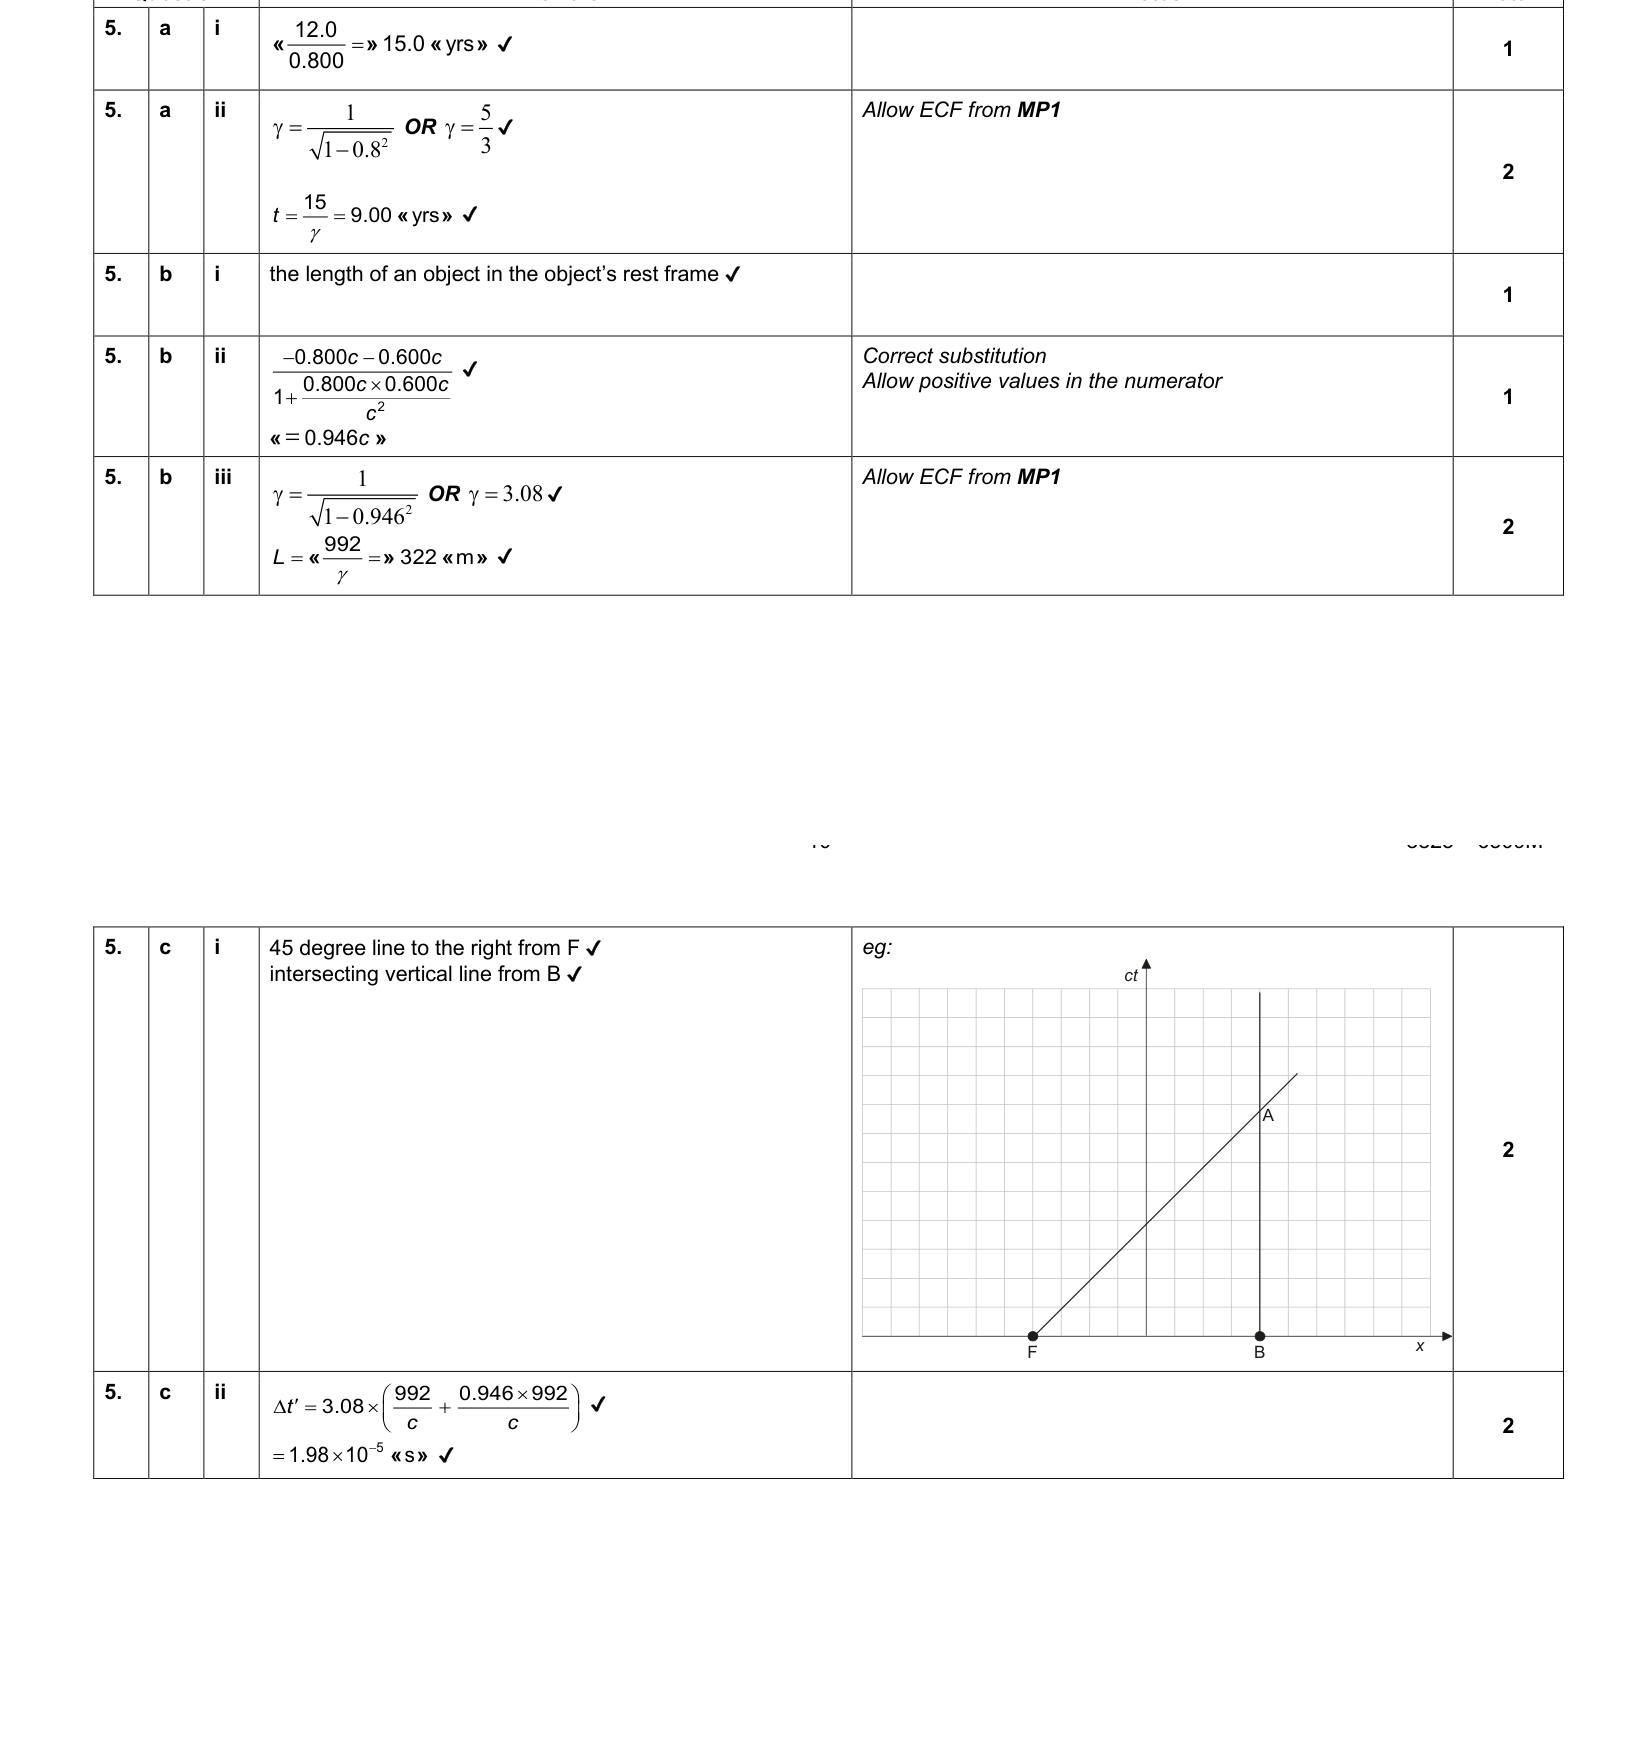 5. a i « 12.0 / 0.800 =» 15.0 « yrs» ✓ 1
5. a ii γ = 1 / √(1−0.8²) OR γ = 5/3 ✓ Allow ECF from MP1 2
t = 15/γ = 9.00 « yrs» ✓
5. b i the length of an object in the object's rest frame ✓ 1
5. b ii −0.800c – 0.600c / 1+ 0.800c × 0.600c / c² ✓ Correct substitution 1
Allow positive values in the numerator
« = 0.946c »
5. b iii γ = 1 / √(1−0.946²) OR γ = 3.08 ✓ Allow ECF from MP1 2
L = « 992/γ =» 322 «m» ✓
5. c i 45 degree line to the right from F ✓ eg: 2
intersecting vertical line from B ✓
ct
A
x
F B
5. c ii Δt′ = 3.08 × (992/c + 0.946 × 992/c) ✓ 2
= 1.98 × 10⁻⁵ «s» ✓